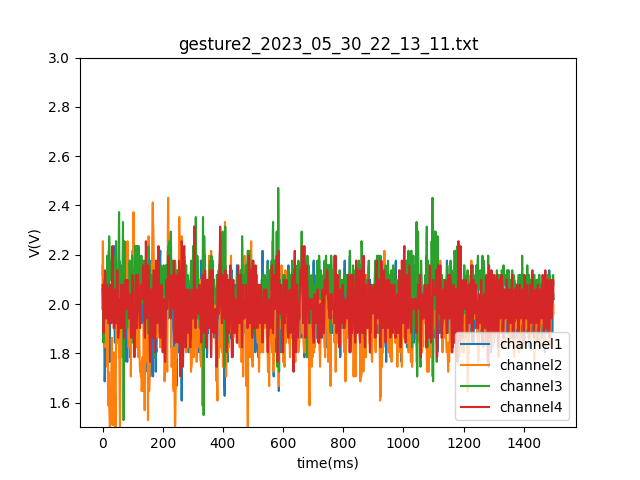 gesture2_2023_05_30_22_13_11.txt
3.0
2.8
2.6
2.4
2.2
2.0
1.8
1.6
V(V)
channel1
channel2
channel3
channel4
0 200 400 600 800 1000 1200 1400
time(ms)